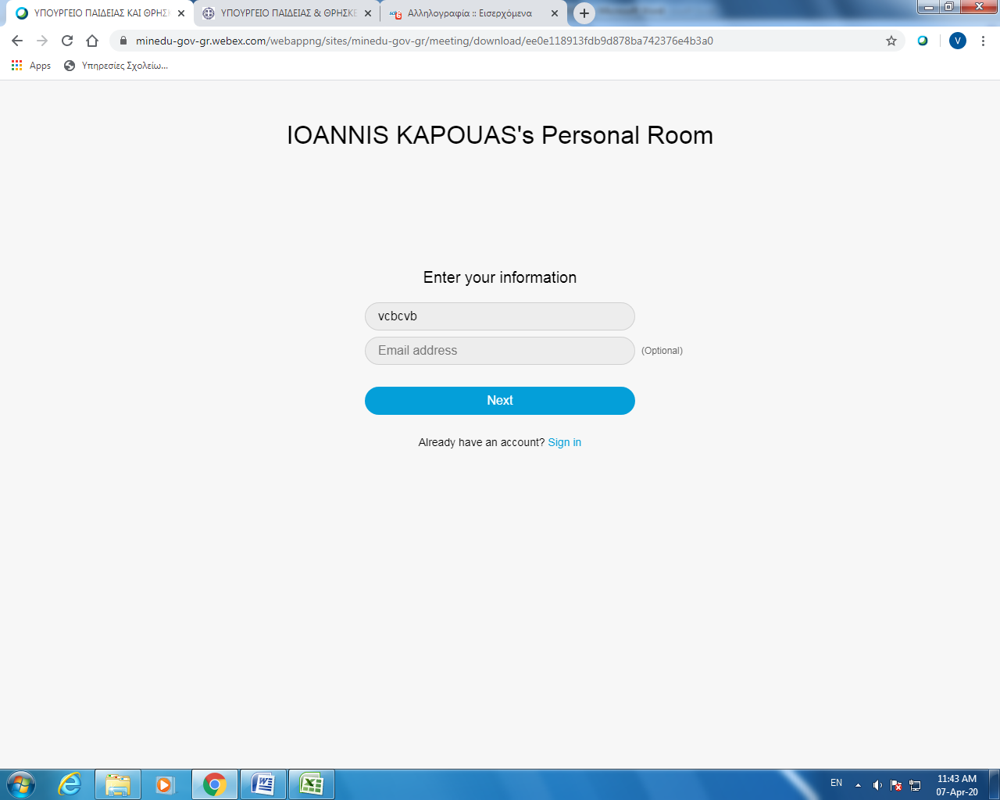 ΥΠΟΥΡΓΕΙΟ ΠΑΙΔΕΙΑΣ ΚΑΙ ΘΡΗΣΚ
ΥΠΟΥΡΓΕΙΟ ΠΑΙΔΕΙΑΣ & ΘΡΗΣΚΕ
Αλληλογραφία :: Εισερχόμενα
minedu-gov-gr.webex.com/webappng/sites/minedu-gov-gr/meeting/download/ee0e118913fdb9d878ba742376e4b3a0
V
Apps
Υπηρεσίες Σχολείω...
IOANNIS KAPOUAS's Personal Room
Enter your information
vcbcvb
Email address
(Optional)
Next
Already have an account? Sign in
EN
11:43 AM
07-Apr-20